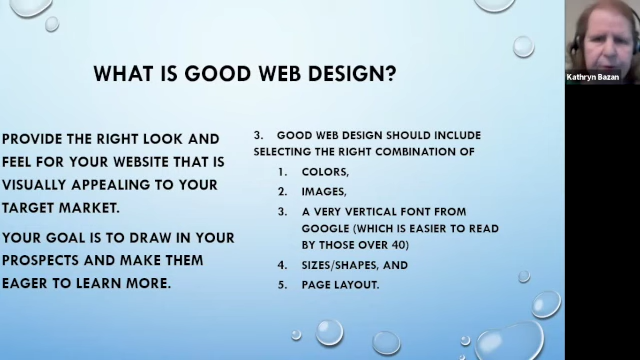 WHAT IS GOOD WEB DESIGN?
PROVIDE THE RIGHT LOOK AND
FEEL FOR YOUR WEBSITE THAT IS
VISUALLY APPEALING TO YOUR
TARGET MARKET.
YOUR GOAL IS TO DRAW IN YOUR
PROSPECTS AND MAKE THEM
EAGER TO LEARN MORE.
3. GOOD WEB DESIGN SHOULD INCLUDE
SELECTING THE RIGHT COMBINATION OF
1. COLORS,
2. IMAGES,
3. A VERY VERTICAL FONT FROM
GOOGLE (WHICH IS EASIER TO READ
BY THOSE OVER 40)
4. SIZES/SHAPES, AND
5. PAGE LAYOUT.
Kathryn Bazan